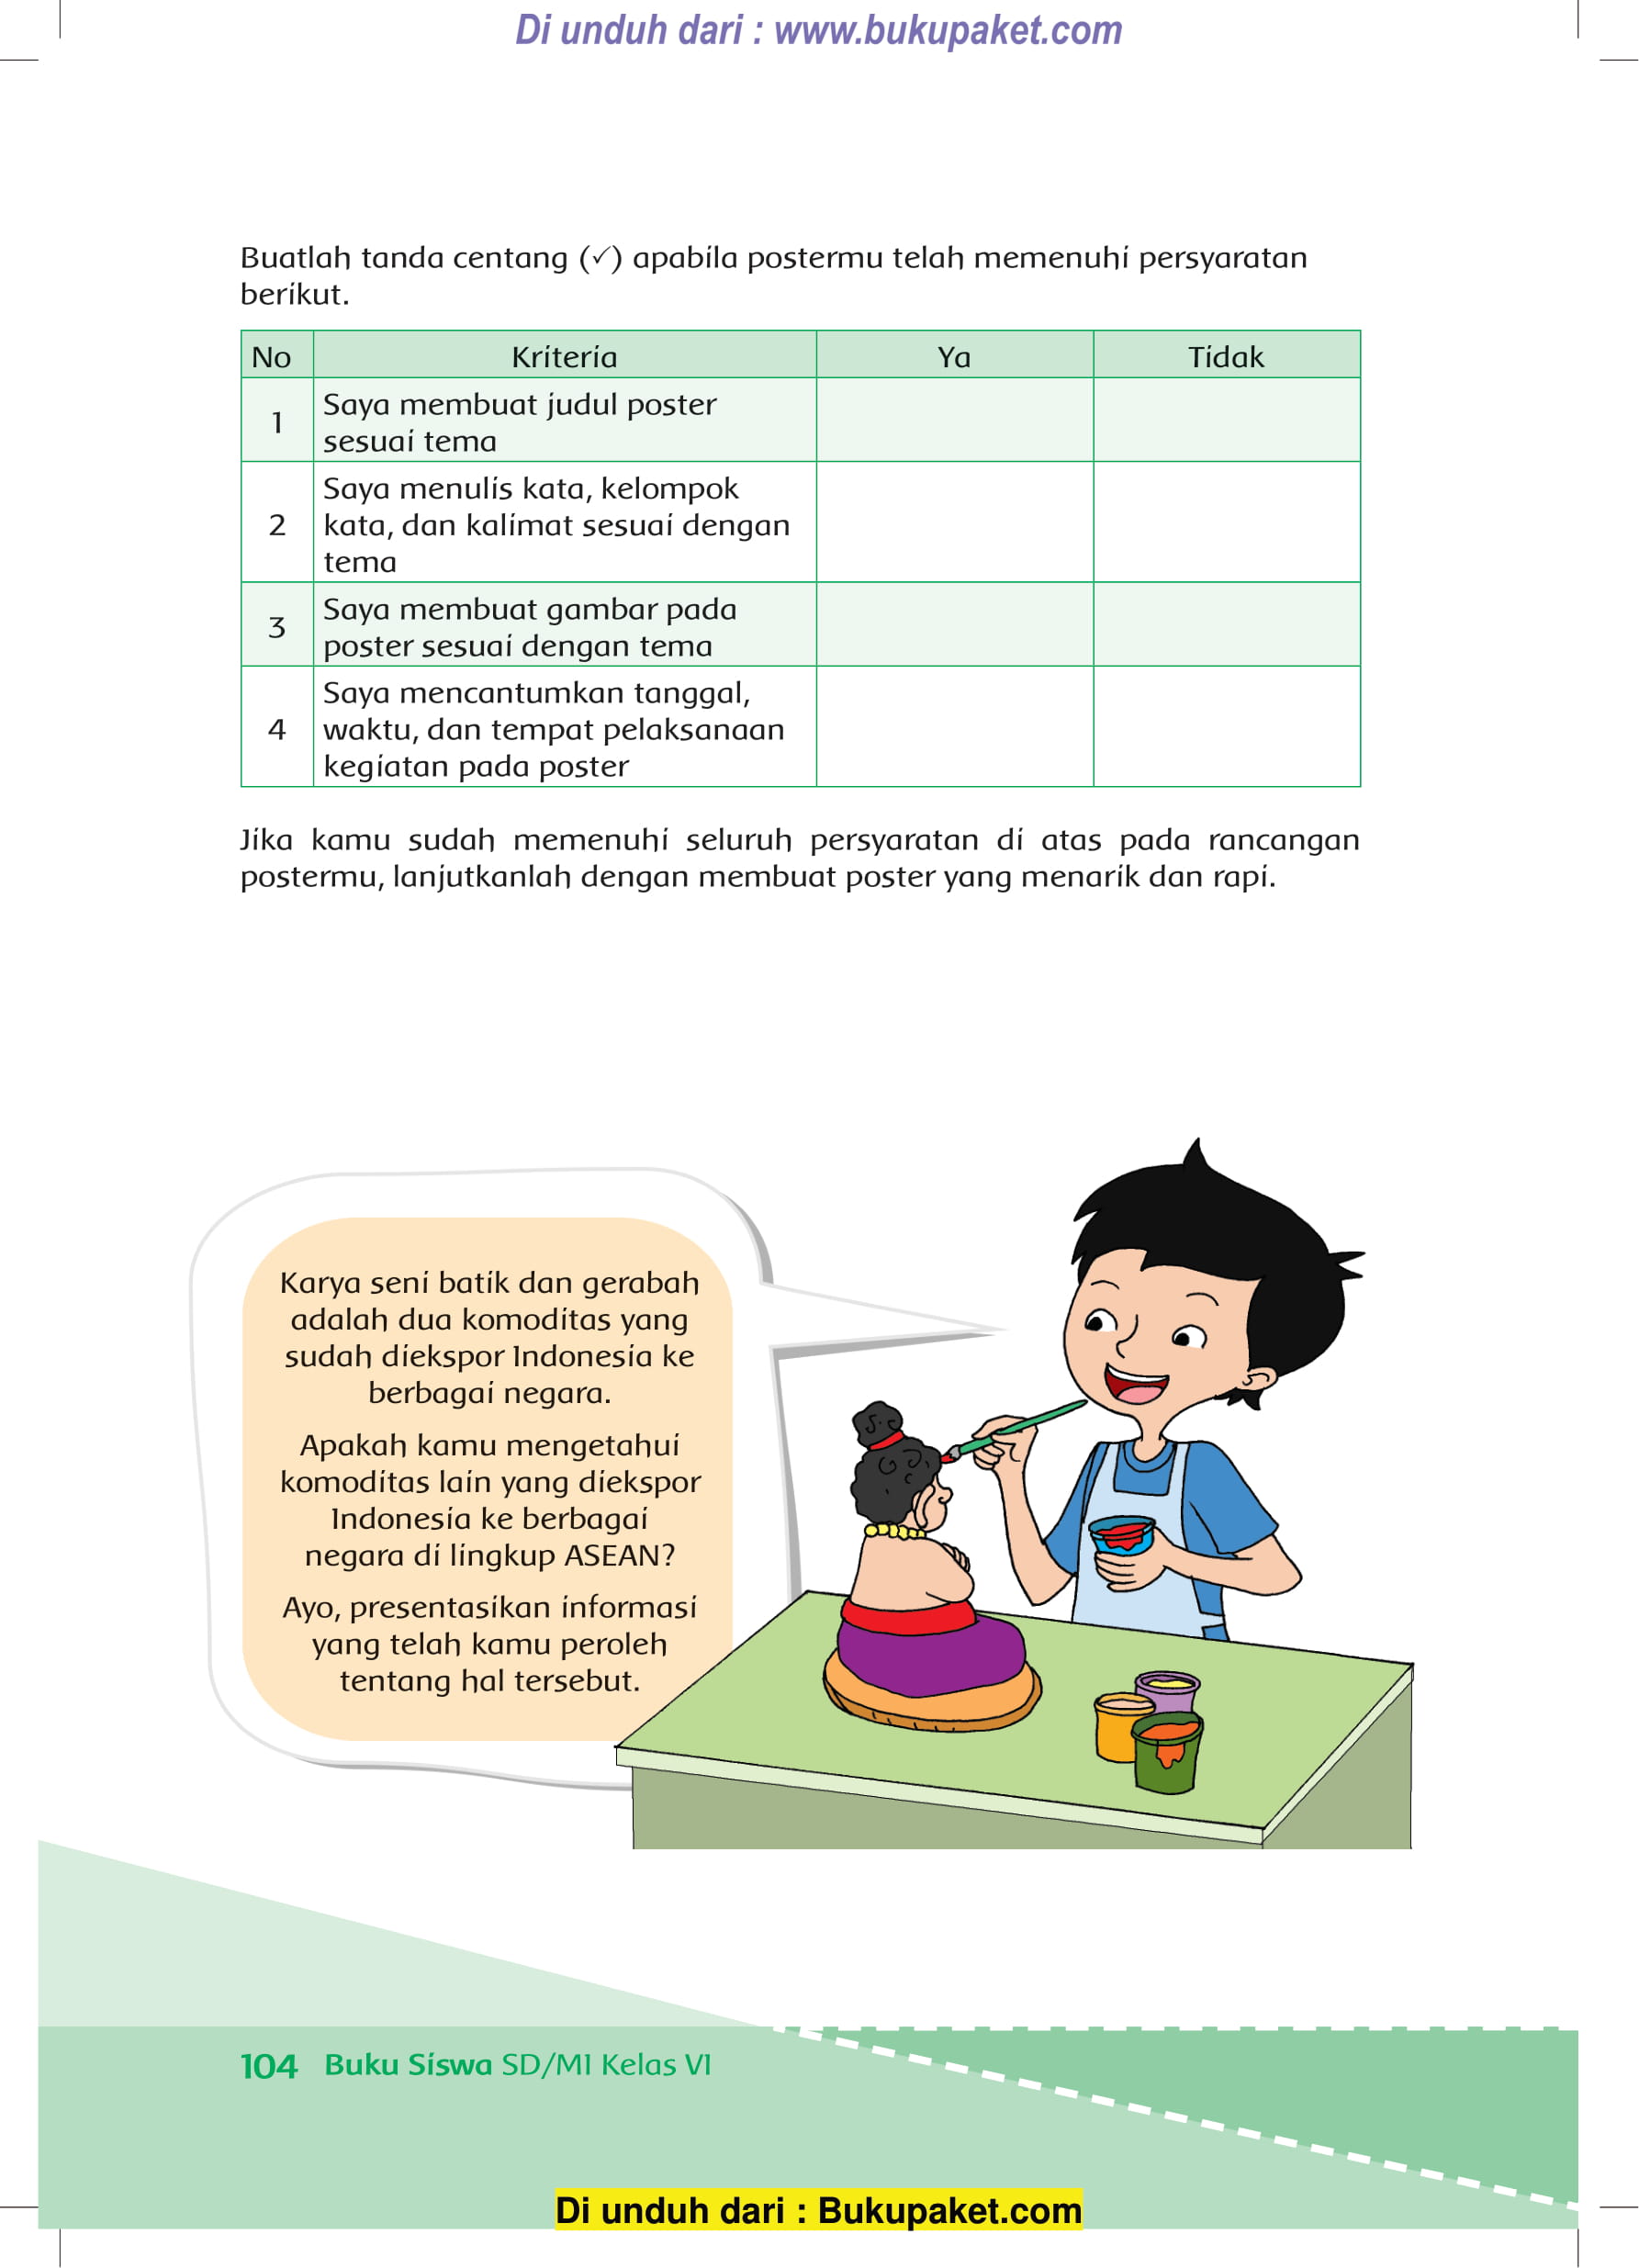 Di unduh dari : www.bukupaket.com
Buatlah tanda centang (✓) apabila postermu telah memenuhi persyaratan
berikut.
No Kriteria Ya Tidak
1 Saya membuat judul poster
sesuai tema
2 Saya menulis kata, kelompok
kata, dan kalimat sesuai dengan
tema
3 Saya membuat gambar pada
poster sesuai dengan tema
4 Saya mencantumkan tanggal,
waktu, dan tempat pelaksanaan
kegiatan pada poster
Jika kamu sudah memenuhi seluruh persyaratan di atas pada rancangan
postermu, lanjutkanlah dengan membuat poster yang menarik dan rapi.
Karya seni batik dan gerabah
adalah dua komoditas yang
sudah diekspor Indonesia ke
berbagai negara.
Apakah kamu mengetahui
komoditas lain yang diekspor
Indonesia ke berbagai
negara di lingkup ASEAN?
Ayo, presentasikan informasi
yang telah kamu peroleh
tentang hal tersebut.
104 Buku Siswa SD/MI Kelas VI
Di unduh dari : Bukupaket.com